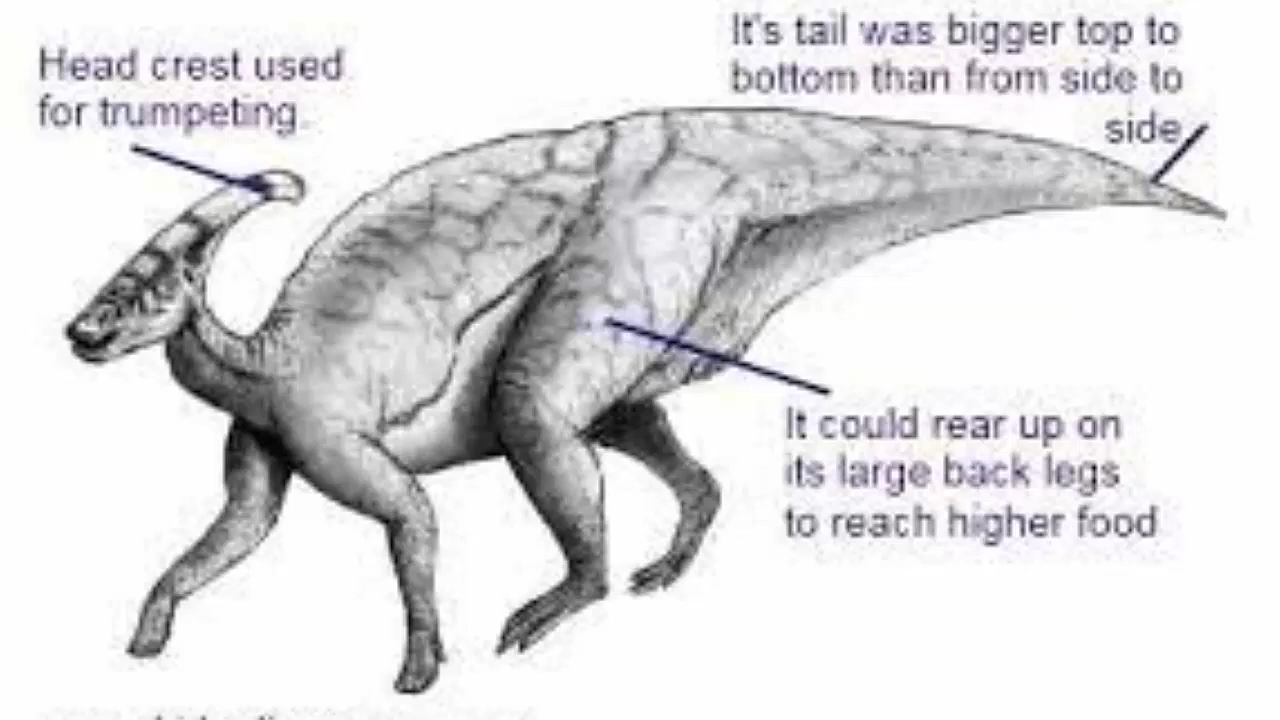 Head crest used
for trumpeting.
It's tail was bigger top to
bottom than from side to
side
It could rear up on
its large back legs
to reach higher food